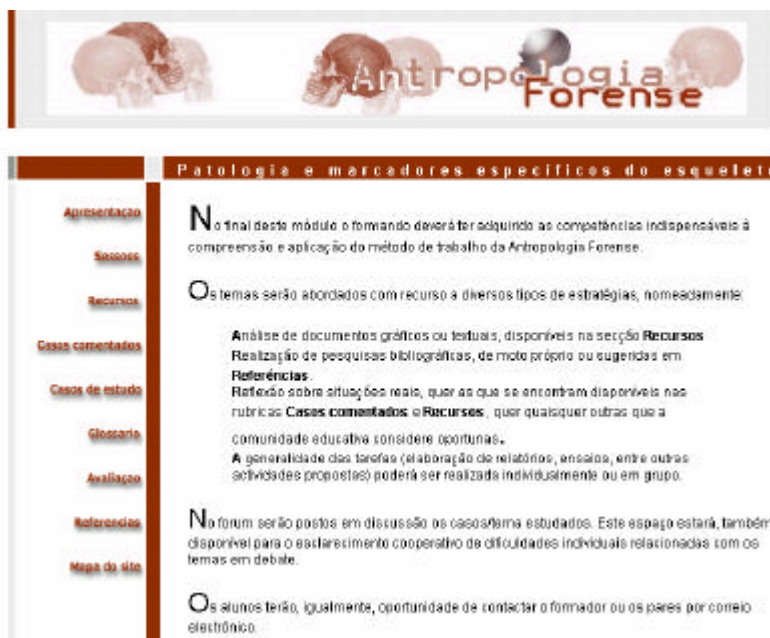 Antropologia
Forense
Patologia e marcadores específicos do esqueleto
Apresentaçao
Sessoes
Recursos
Casos comentados
Casos de estudo
Glossario
Avaliaçao
Referencias
Mapa do site
No final deste módulo o formando deverá ter adquirido as competências indispensáveis à
compreensão e aplicação do método de trabalho da Antropologia Forense.
Os temas serão abordados com recurso a diversos tipos de estratégias, nomeadamente:
Análise de documentos gráficos ou textuais, disponíveis na secção Recursos
Realização de pesquisas bibliográficas, de moto próprio ou sugeridas em
Referências.
Reflexão sobre situações reais, quer as que se encontram disponíveis nas
rubricas Casos comentados e Recursos, quer quaisquer outras que a
comunidade educativa considere oportunas.
A generalidade das tarefas (elaboração de relatórios, ensaios, entre outras
actividades propostas) poderá ser realizada individualmente ou em grupo.
No forum serão postos em discussão os casos/tema estudados. Este espaço estará, também
disponível para o esclarecimento cooperativo de dificuldades individuais relacionadas com os
temas em debate.
Os alunos terão, igualmente, oportunidade de contactar o formador ou os pares por correio
electrónico.